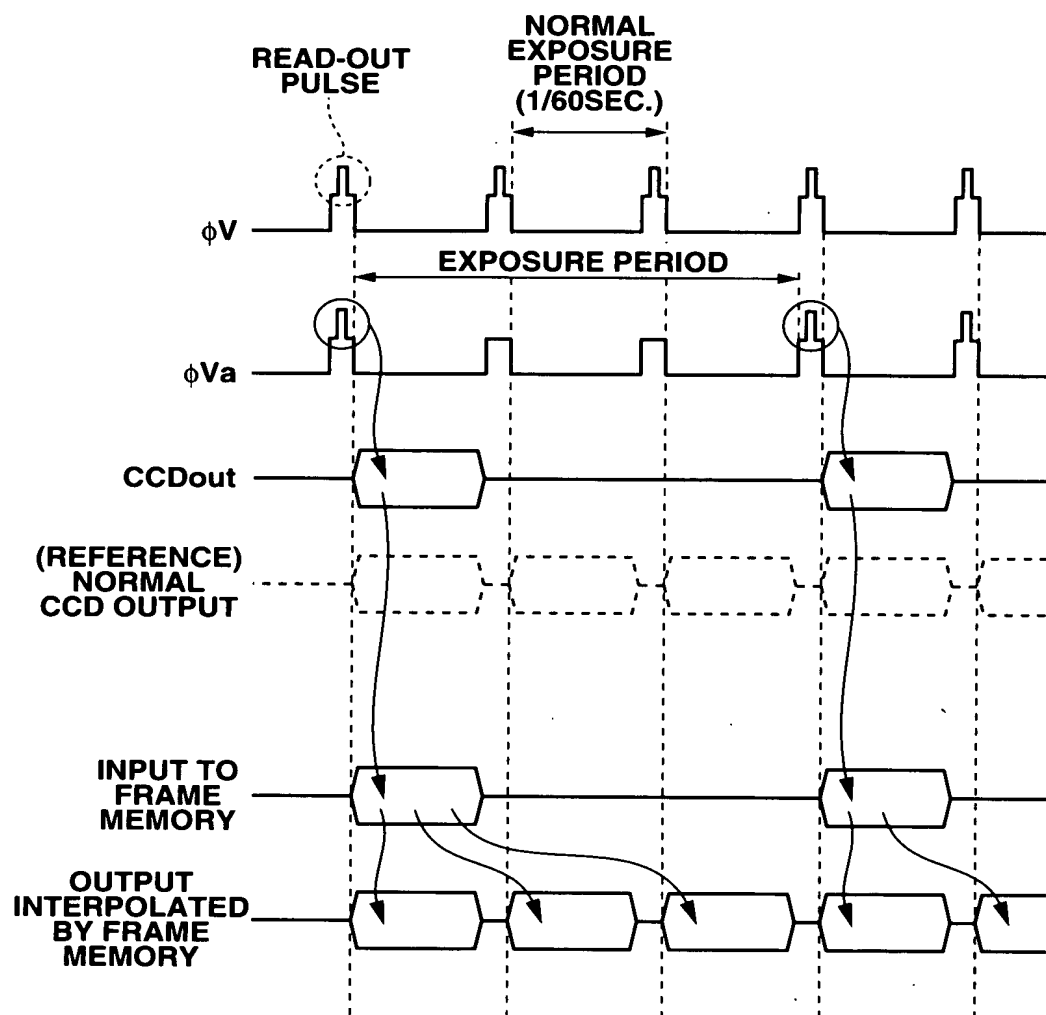 READ-OUT
PULSE
NORMAL
EXPOSURE
PERIOD
(1/60SEC.)
ϕV
EXPOSURE PERIOD
ϕVa
CCDout
(REFERENCE)
NORMAL
CCD OUTPUT
INPUT TO
FRAME
MEMORY
OUTPUT
INTERPOLATED
BY FRAME
MEMORY